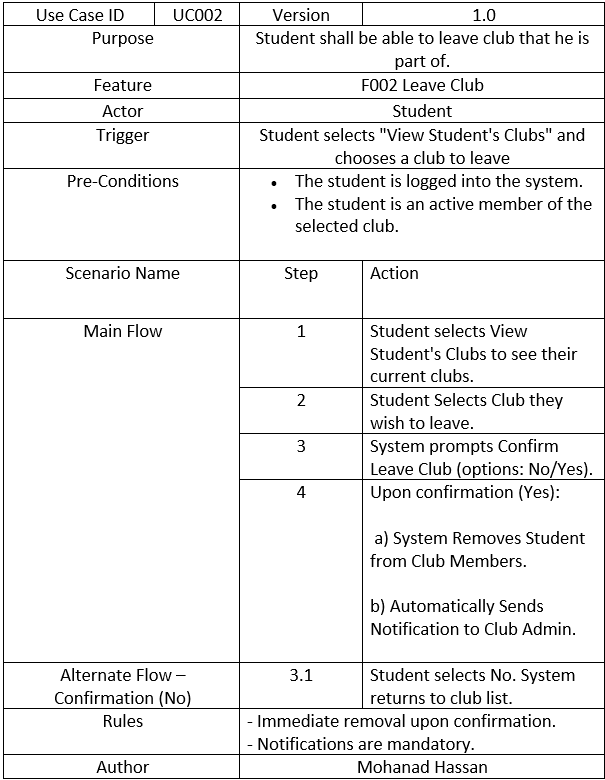 Use Case ID UC002 Version 1.0
Purpose Student shall be able to leave club that he is
part of.
Feature F002 Leave Club
Actor Student
Trigger Student selects "View Student's Clubs" and
chooses a club to leave
Pre-Conditions • The student is logged into the system.
• The student is an active member of the
selected club.
Scenario Name Step Action
Main Flow 1 Student selects View
Student's Clubs to see their
current clubs.
2 Student Selects Club they
wish to leave.
3 System prompts Confirm
Leave Club (options: No/Yes).
4 Upon confirmation (Yes):
a) System Removes Student
from Club Members.
b) Automatically Sends
Notification to Club Admin.
Alternate Flow – 3.1 Student selects No. System
Confirmation (No) returns to club list.
Rules - Immediate removal upon confirmation.
- Notifications are mandatory.
Author Mohanad Hassan